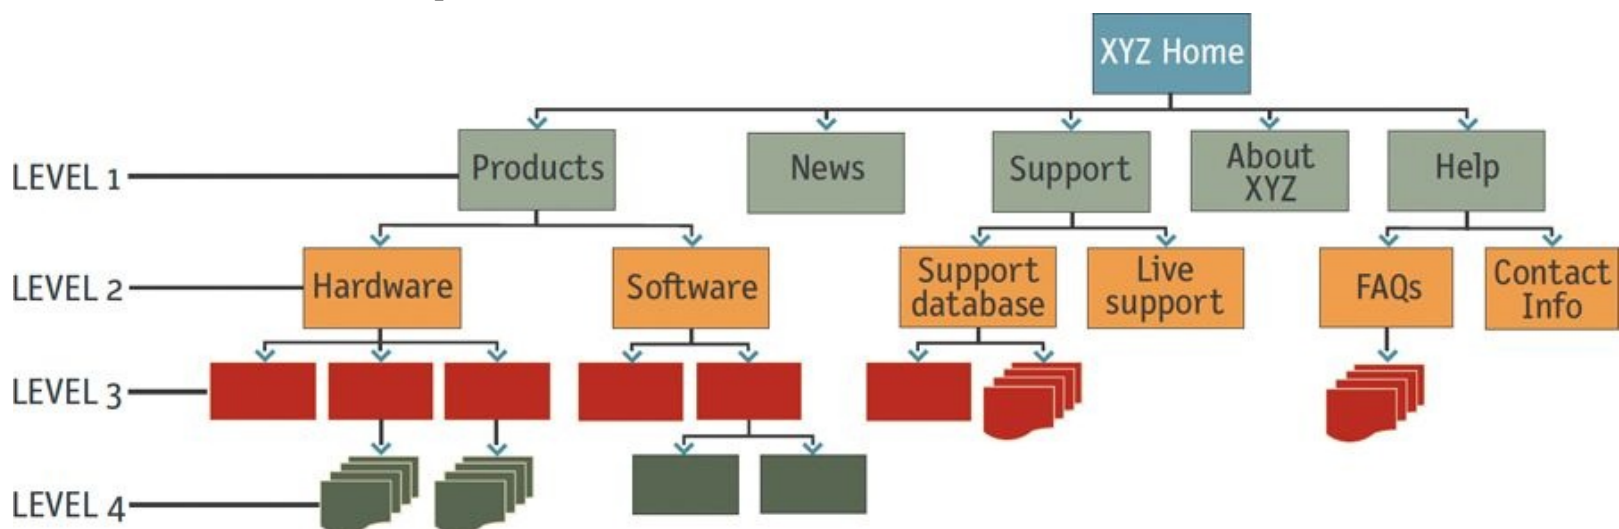 XYZ Home
LEVEL 1
Products
News
Support
About
XYZ
Help
LEVEL 2
Hardware
Software
Support
database
Live
support
FAQs
Contact
Info
LEVEL 3
LEVEL 4